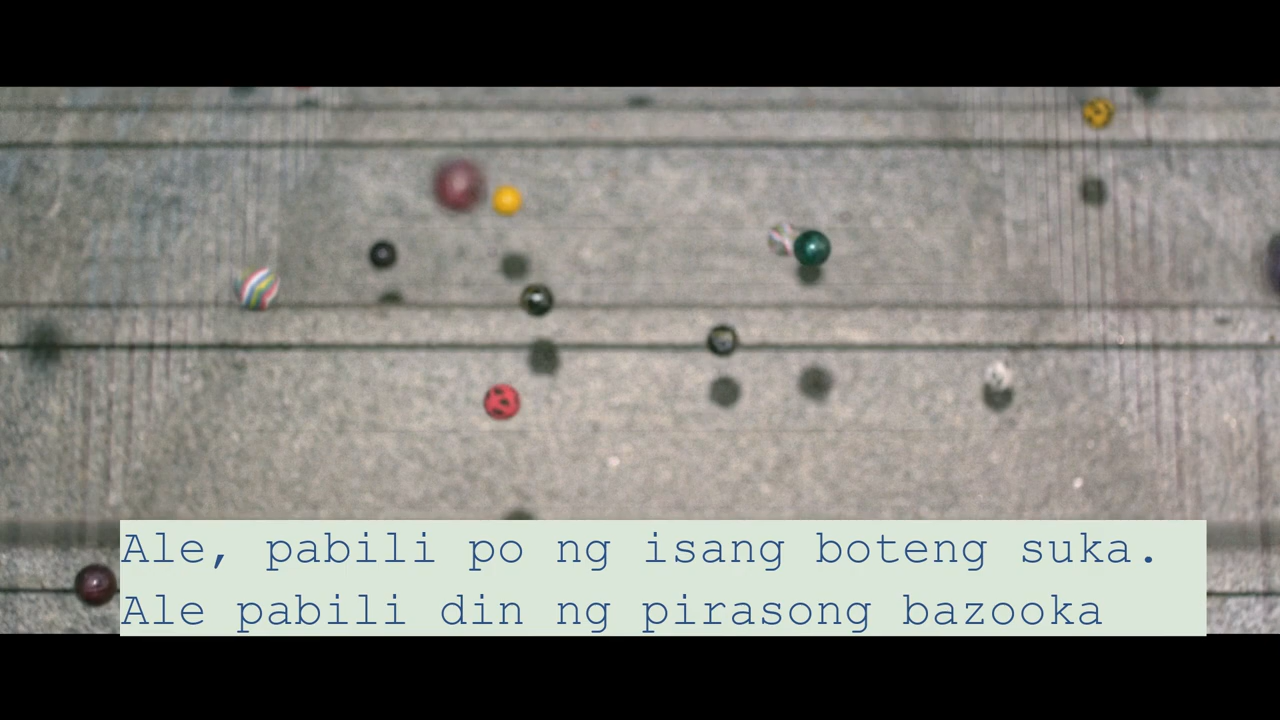 Ale, pabili po ng isang boteng suka.
Ale pabili din ng pirasong bazooka